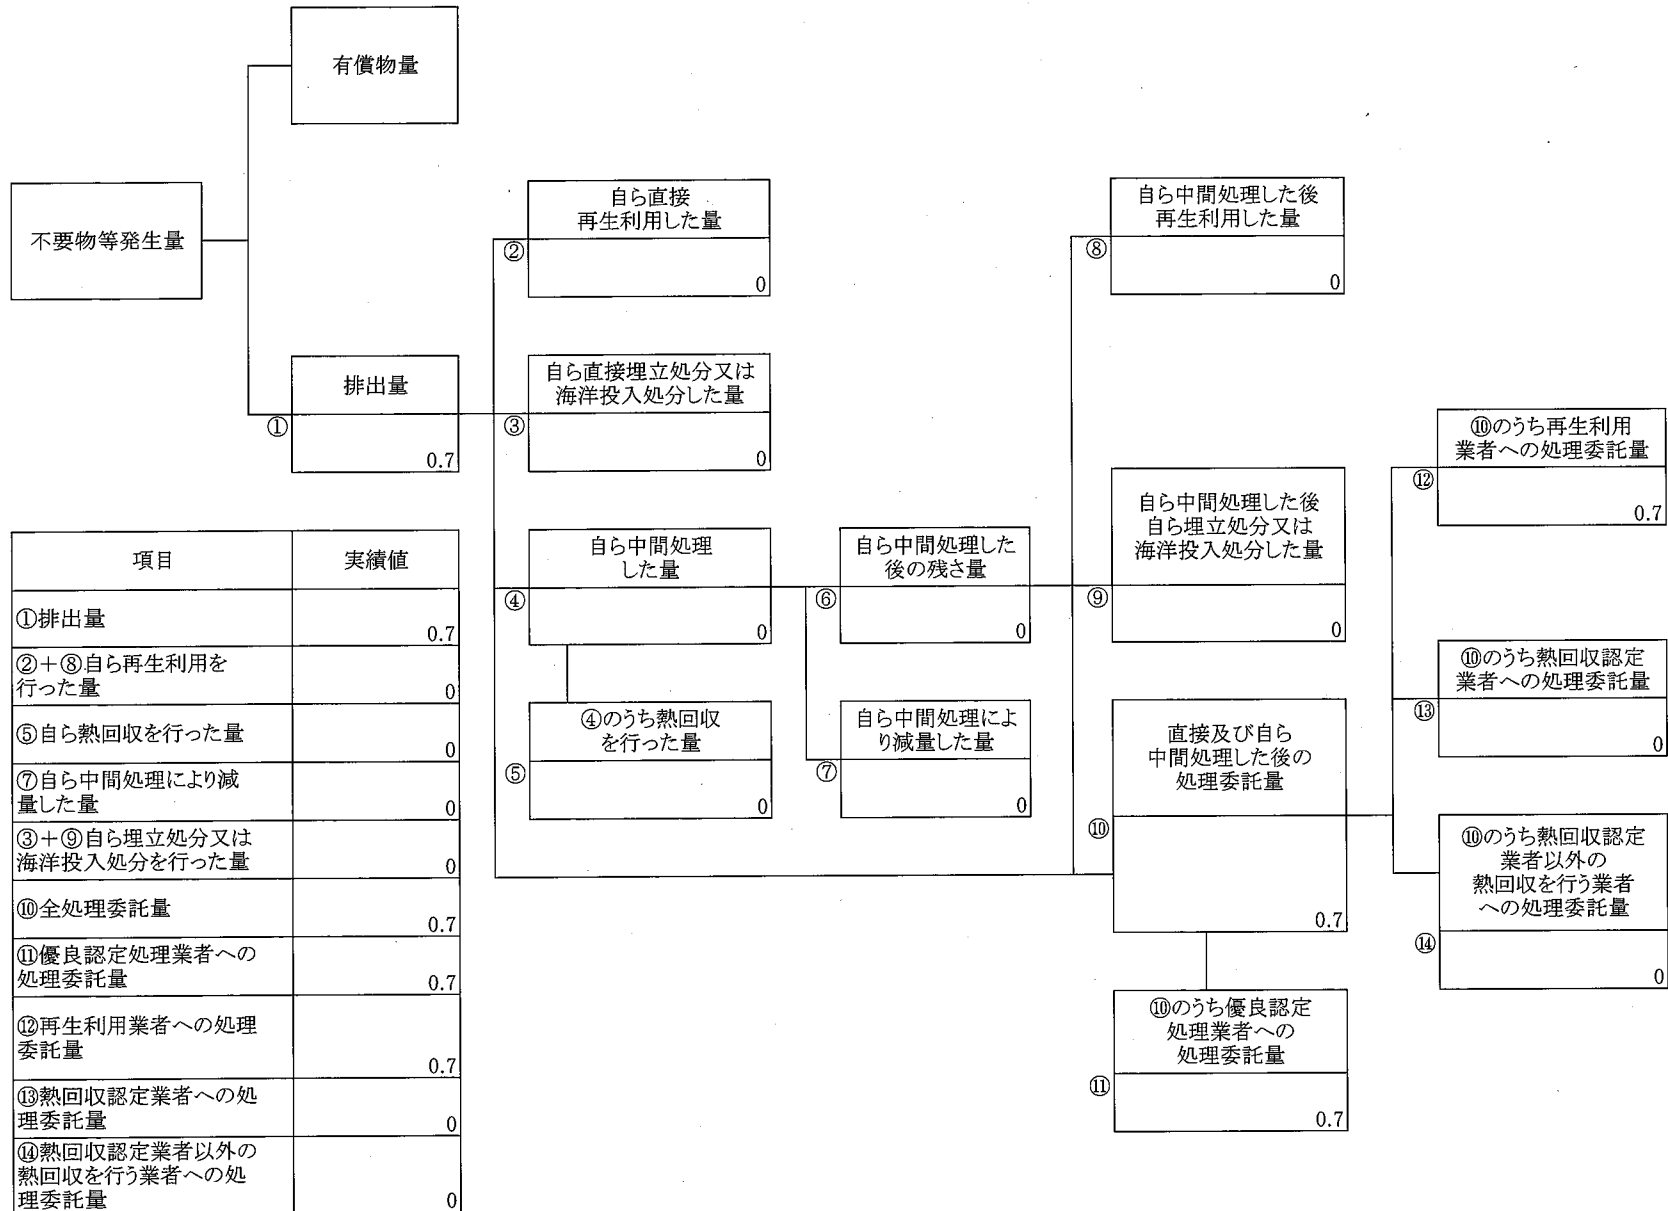 有償物量
不要物等発生量
排出量
①
0.7
自ら直接
再生利用した量
②
0
自ら直接埋立処分又は
海洋投入処分した量
③
0
自ら中間処理
した量
④
0
④のうち熱回収
を行った量
⑤
0
自ら中間処理した
後の残さ量
⑥
0
自ら中間処理によ
り減量した量
⑦
0
自ら中間処理した後
再生利用した量
⑧
0
自ら中間処理した後
自ら埋立処分又は
海洋投入処分した量
⑨
0
直接及び自ら
中間処理した後の
処理委託量
⑩
0.7
⑩のうち優良認定
処理業者への
処理委託量
⑪
0.7
⑩のうち再生利用
業者への処理委託量
⑫
0.7
⑩のうち熱回収認定
業者への処理委託量
⑬
0
⑩のうち熱回収認定
業者以外の
熱回収を行う業者
への処理委託量
⑭
0
項目 実績値
①排出量
0.7
②+⑧自ら再生利用を
行った量
0
⑤自ら熱回収を行った量
0
⑦自ら中間処理により減
量した量
0
③+⑨自ら埋立処分又は
海洋投入処分を行った量
0
⑩全処理委託量
0.7
⑪優良認定処理業者への
処理委託量
0.7
⑫再生利用業者への処理
委託量
0.7
⑬熱回収認定業者への処
理委託量
0
⑭熱回収認定業者以外の
熱回収を行う業者への処
理委託量
0